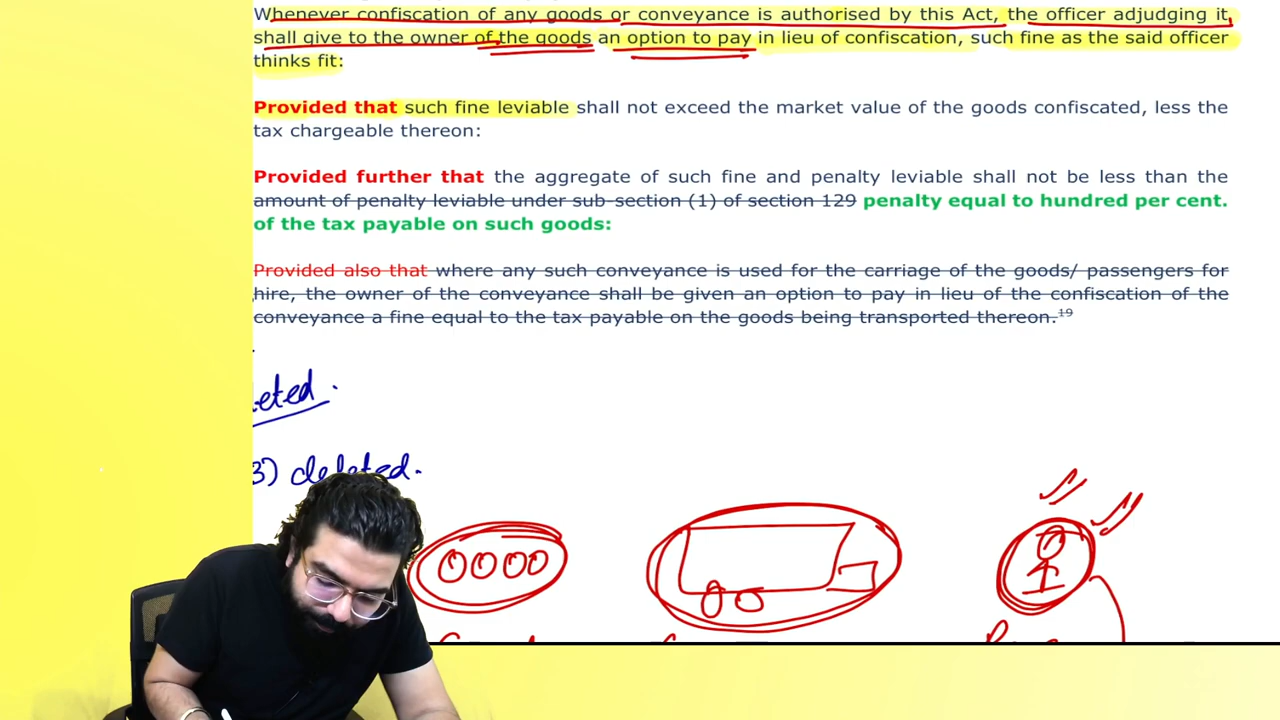 Whenever confiscation of any goods or conveyance is authorised by this Act, the officer adjudging it,
shall give to the owner of the goods an option to pay in lieu of confiscation, such fine as the said officer
thinks fit:
Provided that such fine leviable shall not exceed the market value of the goods confiscated, less the
tax chargeable thereon:
Provided further that the aggregate of such fine and penalty leviable shall not be less than the
amount of penalty leviable under sub-section (1) of section 129 penalty equal to hundred per cent.
of the tax payable on such goods:
Provided also that where any such conveyance is used for the carriage of the goods/ passengers for
hire, the owner of the conveyance shall be given an option to pay in lieu of the confiscation of the
conveyance a fine equal to the tax payable on the goods being transported thereon.19
eted.
3) deleted.